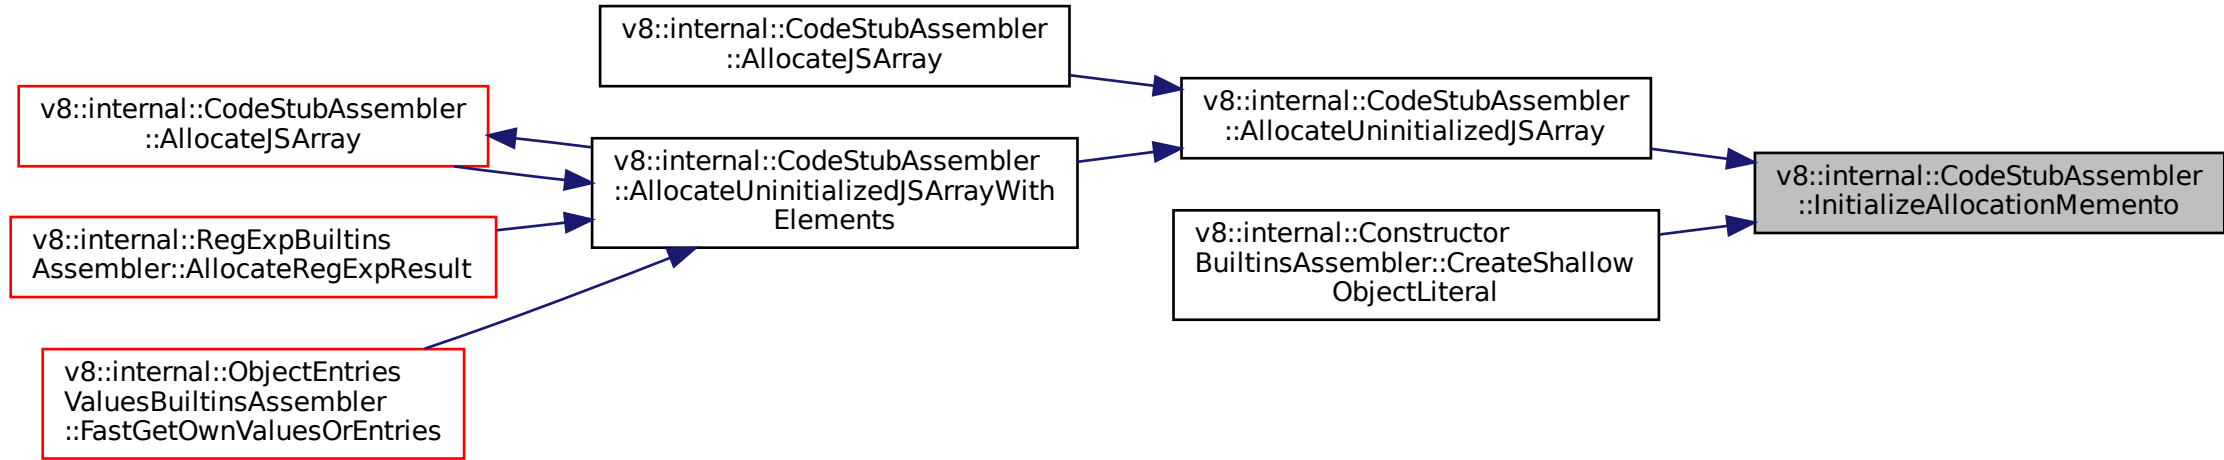 v8::internal::CodeStubAssembler
::AllocateJSArray
v8::internal::CodeStubAssembler
::AllocateJSArray
v8::internal::RegExpBuiltins
Assembler::AllocateRegExpResult
v8::internal::ObjectEntries
ValuesBuiltinsAssembler
::FastGetOwnValuesOrEntries
v8::internal::CodeStubAssembler
::AllocateUninitializedJSArrayWith
Elements
v8::internal::CodeStubAssembler
::AllocateUninitializedJSArray
v8::internal::Constructor
BuiltinsAssembler::CreateShallow
ObjectLiteral
v8::internal::CodeStubAssembler
::InitializeAllocationMemento